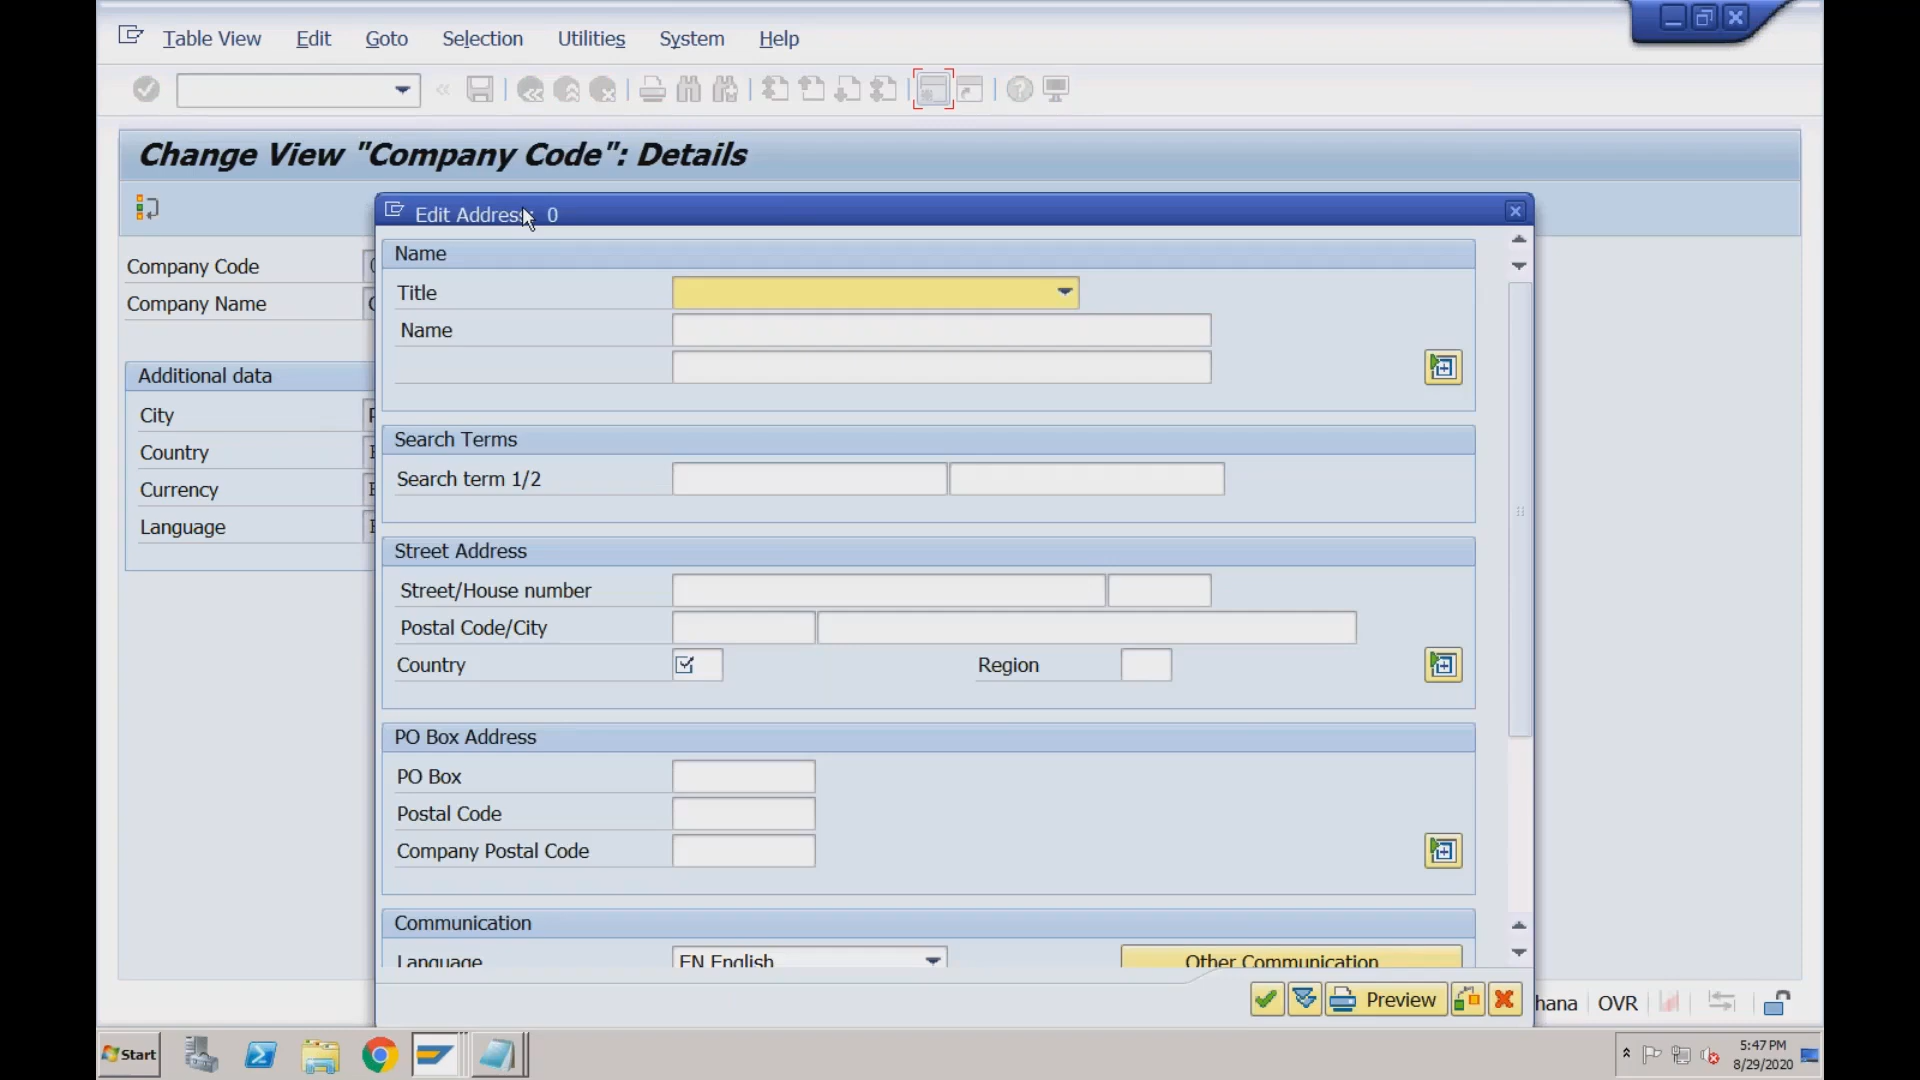 Table View Edit Goto Selection Utilities System Help
Change View "Company Code": Details
Edit Address: 0
Name
Company Code
Title
Company Name
Name
Additional data
City
Search Terms
Country
Search term 1/2
Currency
Language
Street Address
Street/House number
Postal Code/City
Country Region
PO Box Address
PO Box
Postal Code
Company Postal Code
Communication
Language EN English Other Communication
Preview
hana OVR
Start
5:47 PM
8/29/2020